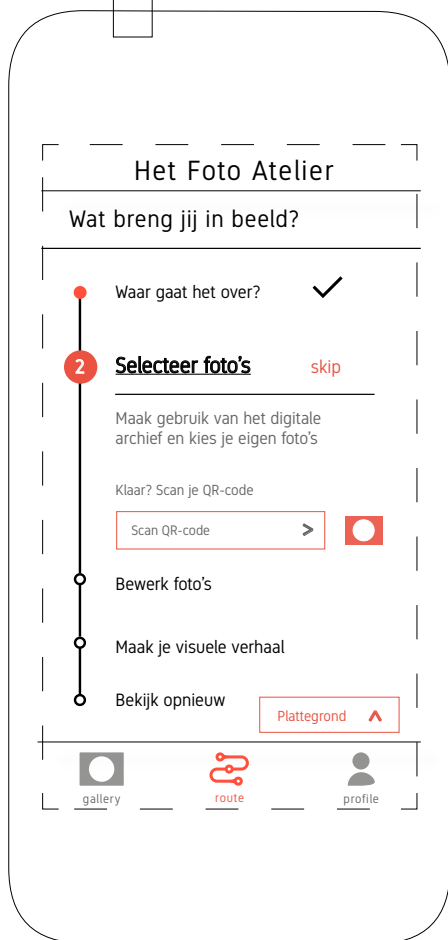 Het Foto Atelier
Wat breng jij in beeld?
Waar gaat het over?
2 Selecteer foto's skip
Maak gebruik van het digitale
archief en kies je eigen foto's
Klaar? Scan je QR-code
Scan QR-code >
Bewerk foto's
Maak je visuele verhaal
Bekijk opnieuw
Plattegrond
gallery route profile